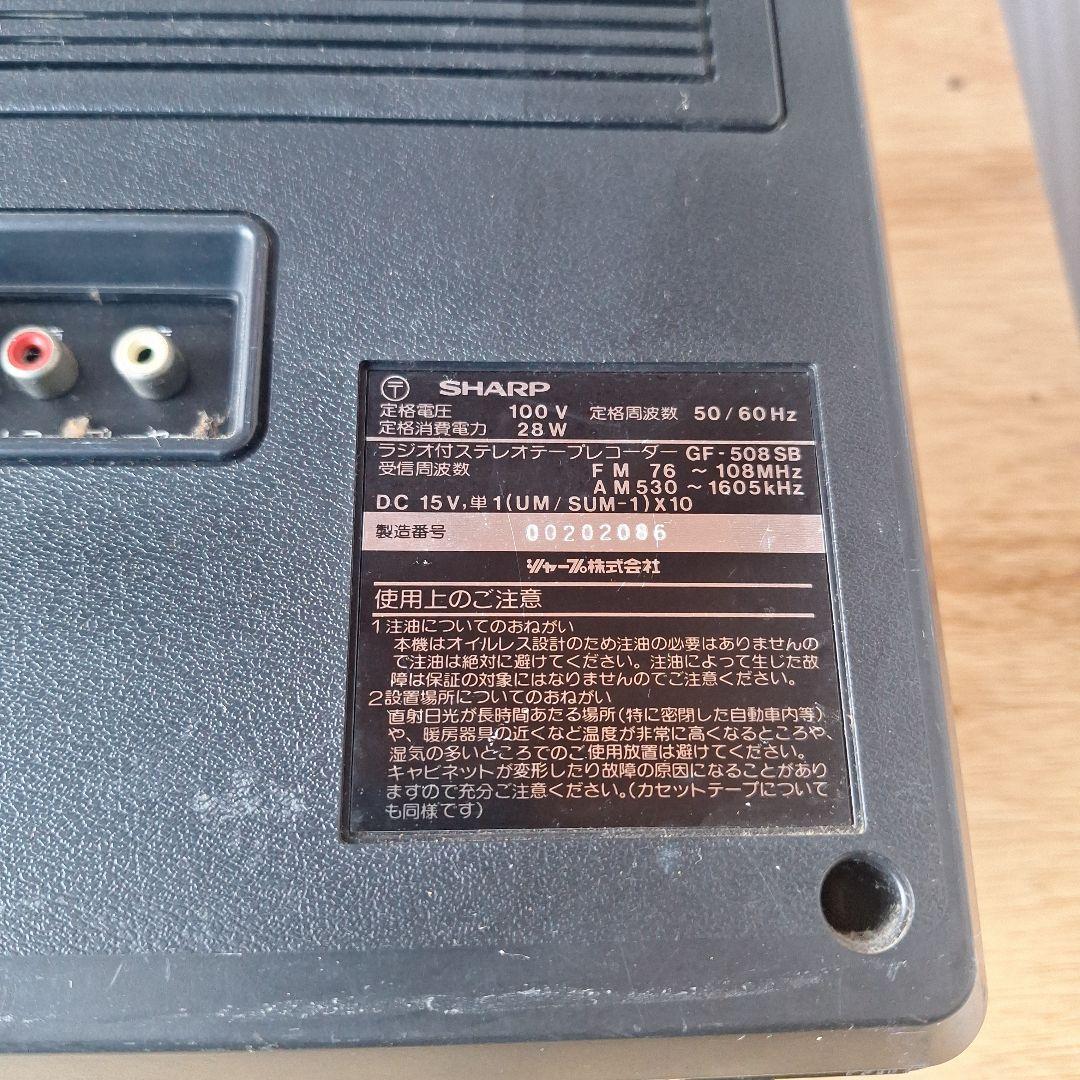 〒 SHARP
定格電圧 100V 定格周波数 50/60Hz
定格消費電力 28W
ラジオ付ステレオテープレコーダー GF-508SB
受信周波数 FM 76 ～ 108MHz
AM 530 ～ 1605kHz
DC 15V, 単1(UM/SUM-1)X10
製造番号 00202086
シャープ株式会社
使用上のご注意
1注油についてのおねがい
本機はオイルレス設計のため注油の必要はありませんの
で注油は絶対に避けてください。注油によって生じた故
障は保証の対象にはなりませんのでご注意ください。
2設置場所についてのおねがい
直射日光が長時間あたる場所(特に密閉した自動車内等)
や、暖房器具の近くなど温度が非常に高くなるところや、
湿気の多いところでのご使用放置は避けてください。
キャビネットが変形したり故障の原因になることがあり
ますので充分ご注意ください。(カセットテープについて
も同様です)